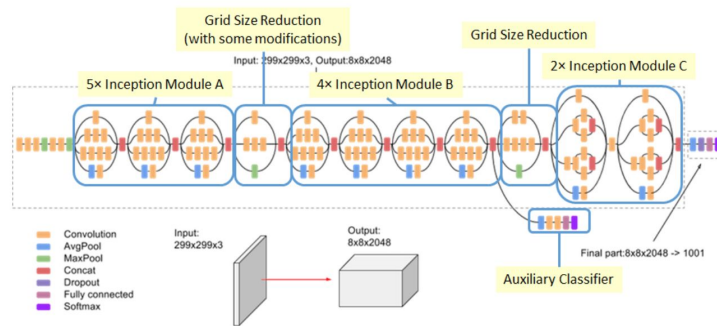 Grid Size Reduction
(with some modifications)
Grid Size Reduction
Input: 299x299x3, Output:8x8x2048
5× Inception Module A
4× Inception Module B
2× Inception Module C
Convolution
AvgPool
MaxPool
Concat
Dropout
Fully connected
Softmax
Input:
299x299x3
Output:
8x8x2048
Final part:8x8x2048 -> 1001
Auxiliary Classifier